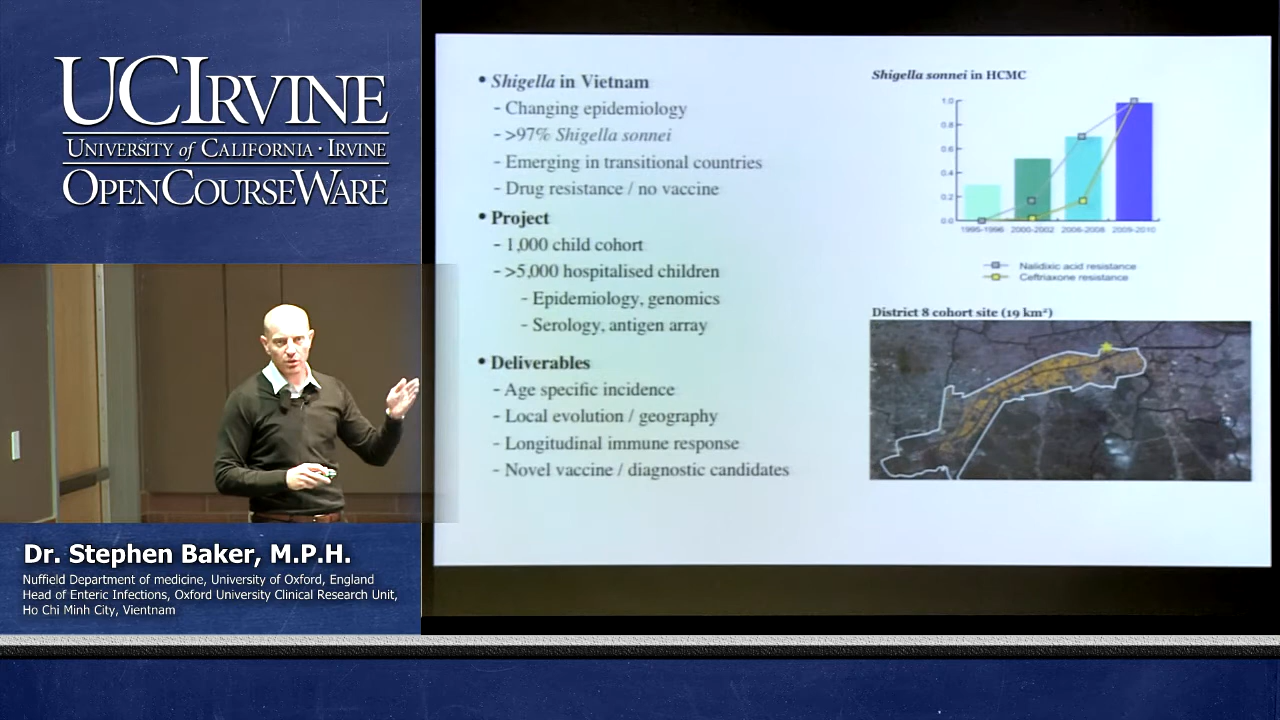 UCIRVINE
UNIVERSITY of CALIFORNIA · IRVINE
OPENCOURSEWARE
• Shigella in Vietnam
- Changing epidemiology
- >97% Shigella sonnei
- Emerging in transitional countries
- Drug resistance / no vaccine
• Project
- 1,000 child cohort
- >5,000 hospitalised children
- Epidemiology, genomics
- Serology, antigen array
• Deliverables
- Age specific incidence
- Local evolution / geography
- Longitudinal immune response
- Novel vaccine / diagnostic candidates
Shigella sonnei in HCMC
1.0
0.8
0.6
0.4
0.2
0.0
1995-1996 2000-2002 2006-2008 2009-2010
Nalidixic acid resistance
Ceftriaxone resistance
District 8 cohort site (19 km²)
Dr. Stephen Baker, M.P.H.
Nuffield Department of medicine, University of Oxford, England
Head of Enteric Infections, Oxford University Clinical Research Unit,
Ho Chi Minh City, Vientnam